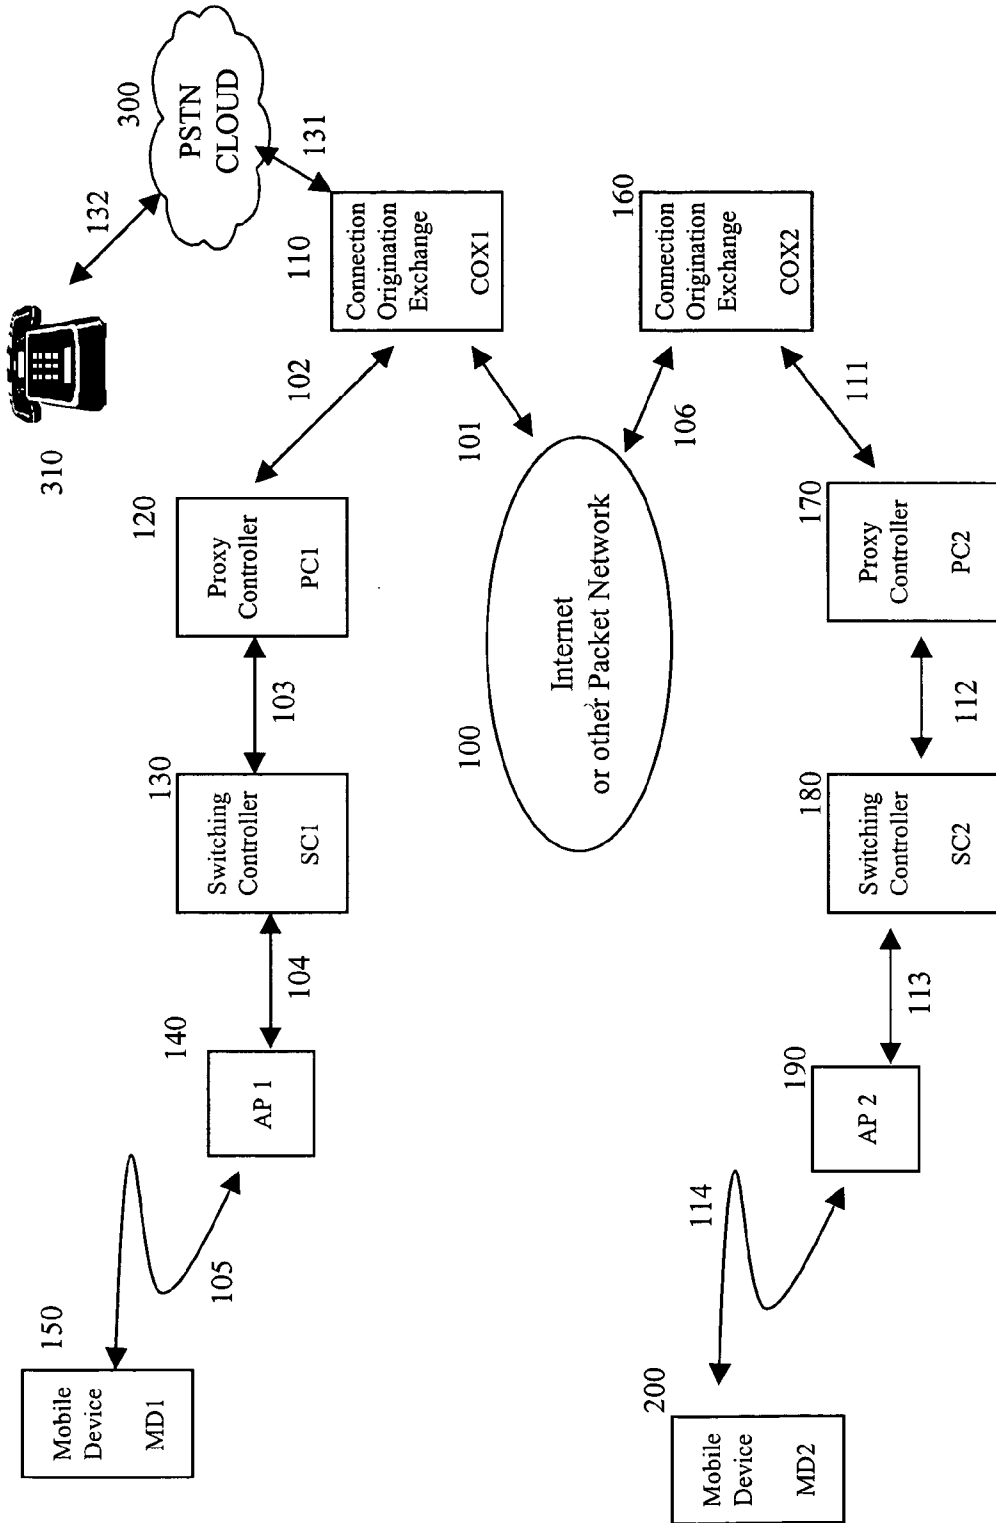 150
Mobile
Device
MD1
105
140
AP 1
104
130
Switching
Controller
SC1
103
120
Proxy
Controller
PC1
102
310
132
300
PSTN
CLOUD
131
110
Connection
Origination
Exchange
COX1
101
100
Internet
or other Packet Network
106
160
Connection
Origination
Exchange
COX2
111
170
Proxy
Controller
PC2
112
180
Switching
Controller
SC2
113
190
AP 2
114
200
Mobile
Device
MD2